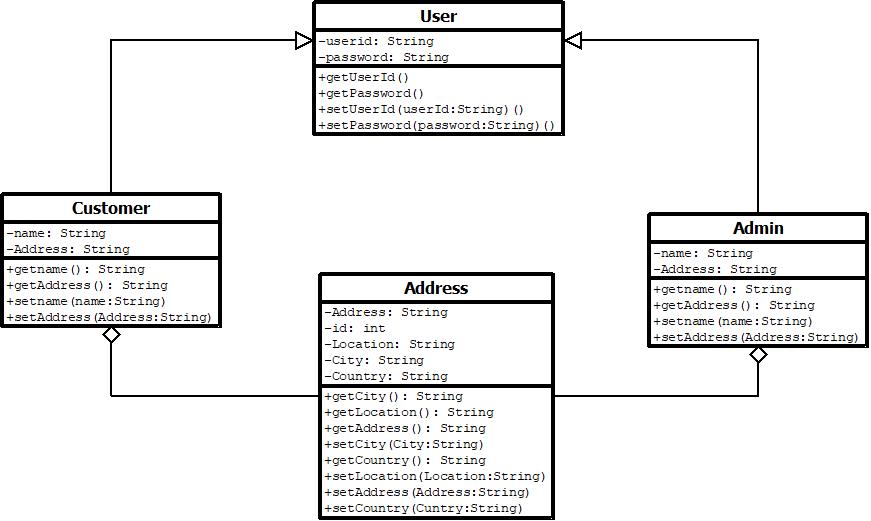 User
-userid: String
-password: String
+getUserId()
+getPassword()
+setUserId(userId:String)()
+setPassword(password:String)()
Customer
-name: String
-Address: String
+getname(): String
+getAddress(): String
+setname(name:String)
+setAddress(Address:String)
Admin
-name: String
-Address: String
+getname(): String
+getAddress(): String
+setname(name:String)
+setAddress(Address:String)
Address
-Address: String
-id: int
-Location: String
-City: String
-Country: String
+getCity(): String
+getLocation(): String
+getAddress(): String
+setCity(City:String)
+getCountry(): String
+setLocation(Location:String)
+setAddress(Address:String)
+setCountry(Cuntry:String)